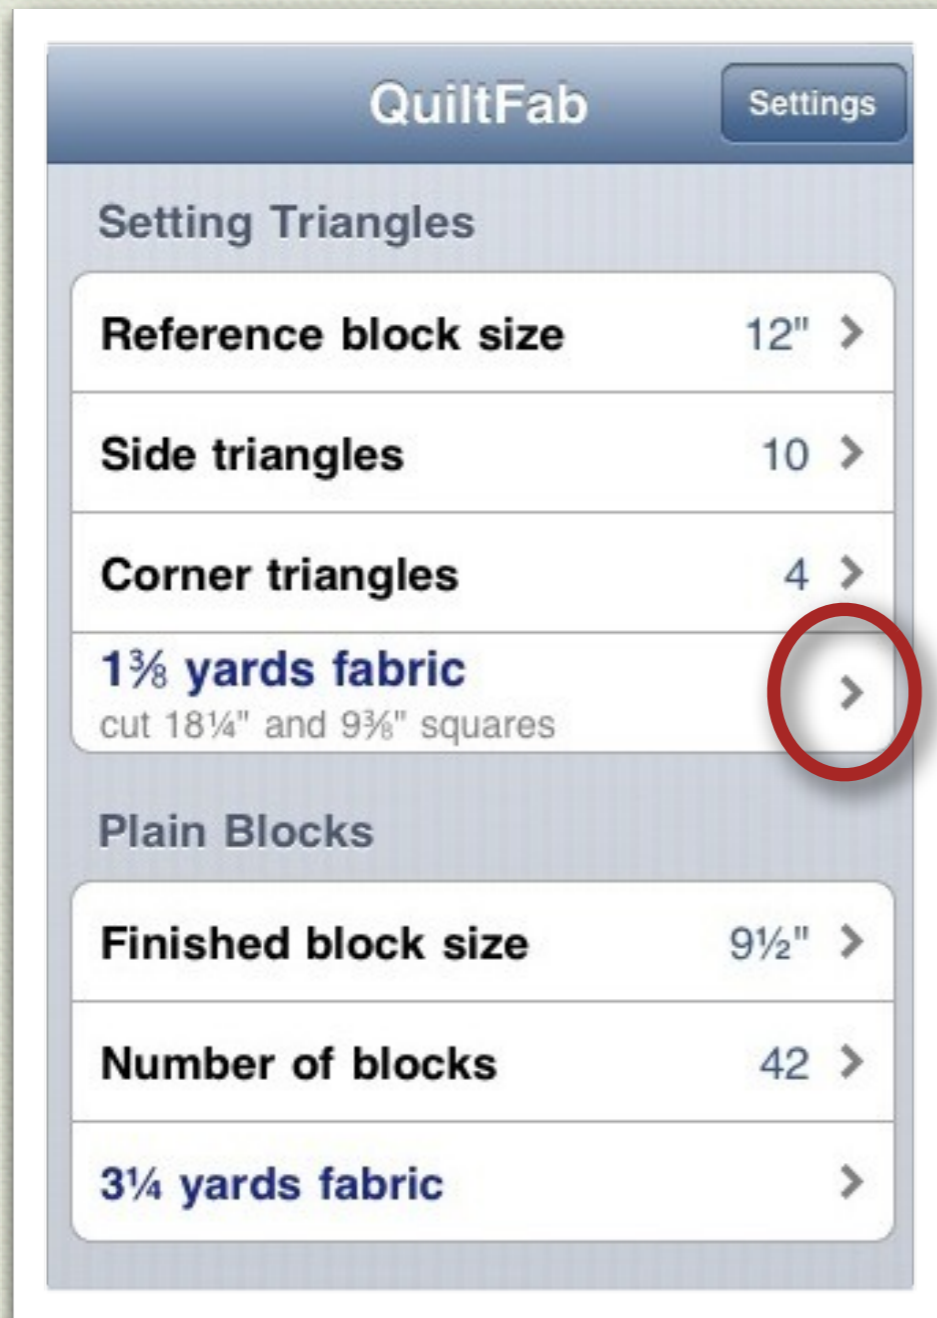 QuiltFab Settings
Setting Triangles
Reference block size 12"
Side triangles 10
Corner triangles 4
1⅜ yards fabric
cut 18¼" and 9⅜" squares
Plain Blocks
Finished block size 9½"
Number of blocks 42
3¼ yards fabric